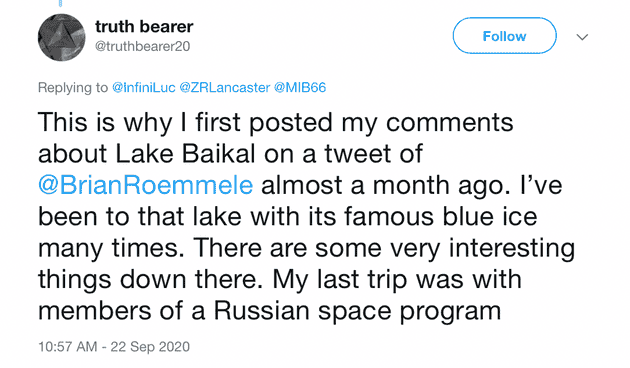 truth bearer
@truthbearer20
Follow
Replying to @InfiniLuc @ZRLancaster @MIB66
This is why I first posted my comments
about Lake Baikal on a tweet of
@BrianRoemmele almost a month ago. I’ve
been to that lake with its famous blue ice
many times. There are some very interesting
things down there. My last trip was with
members of a Russian space program
10:57 AM - 22 Sep 2020